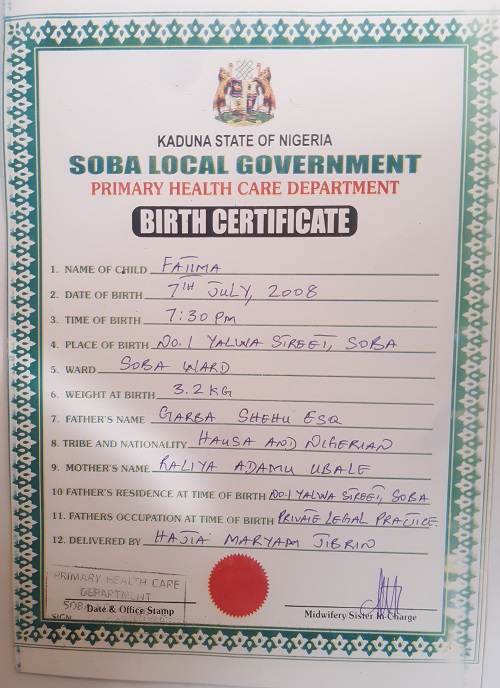 KADUNA STATE OF NIGERIA
SOBA LOCAL GOVERNMENT
PRIMARY HEALTH CARE DEPARTMENT
BIRTH CERTIFICATE
1. NAME OF CHILD FATIMA
2. DATE OF BIRTH 7TH JULY, 2008
3. TIME OF BIRTH 7:30 PM
4. PLACE OF BIRTH NO.1 YALWA STREET, SOBA
5. WARD SOBA WARD
6. WEIGHT AT BIRTH 3.2 KG
7. FATHER'S NAME GARBA SHEHU ESQ
8. TRIBE AND NATIONALITY HAUSA AND NIGERIAN
9. MOTHER'S NAME RALIYA ADAMU UBALE
10 FATHER'S RESIDENCE AT TIME OF BIRTH NO.1 YALWA STREET, SOBA
11. FATHERS OCCUPATION AT TIME OF BIRTH PRIVATE LEGAL PRACTICE.
12. DELIVERED BY HAJIA MARYAM JIBRIN
PRIMARY HEALTH CARE
DEPARTMENT
SOBA
SIGN
Date & Office Stamp
Midwifery Sister In-Charge